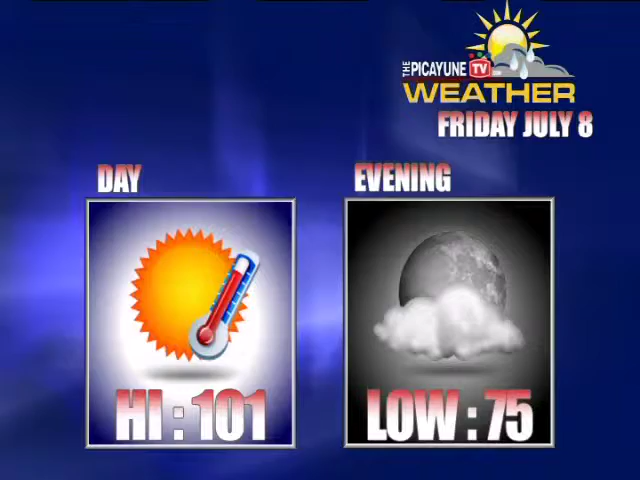 THE PICAYUNE TV
WEATHER
FRIDAY JULY 8
DAY
EVENING
HI : 101
LOW : 75